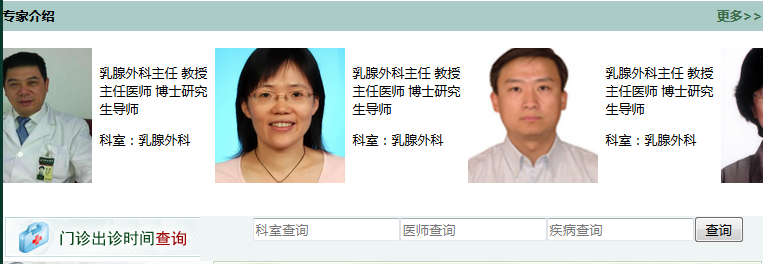 专家介绍
更多>>
乳腺外科主任 教授
主任医师 博士研究
生导师
科室：乳腺外科
乳腺外科主任 教授
主任医师 博士研究
生导师
科室：乳腺外科
乳腺外科主任 教授
主任医师 博士研究
生导师
科室：乳腺外科
门诊出诊时间查询
科室查询
医师查询
疾病查询
查询